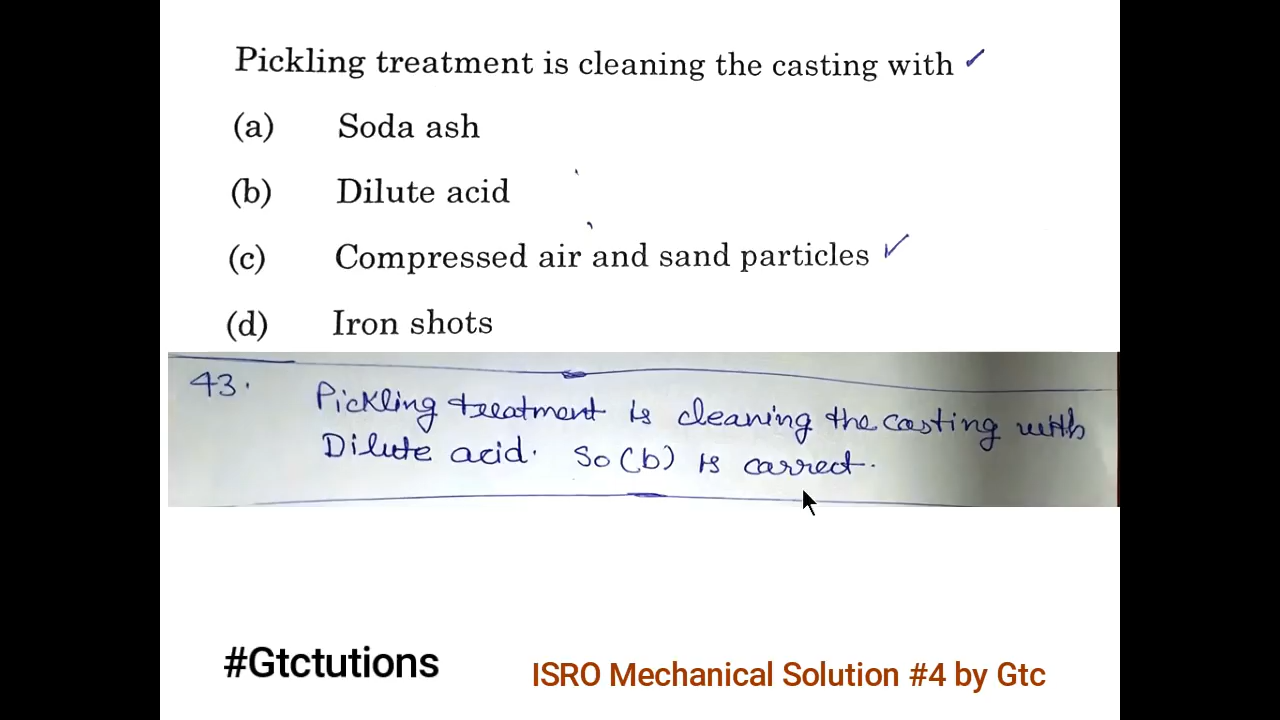 Pickling treatment is cleaning the casting with ✓
(a) Soda ash
(b) Dilute acid
(c) Compressed air and sand particles ✓
(d) Iron shots
43. Pickling treatment is cleaning the casting with
Dilute acid. So (b) is carrect.
#Gtctutions
ISRO Mechanical Solution #4 by Gtc